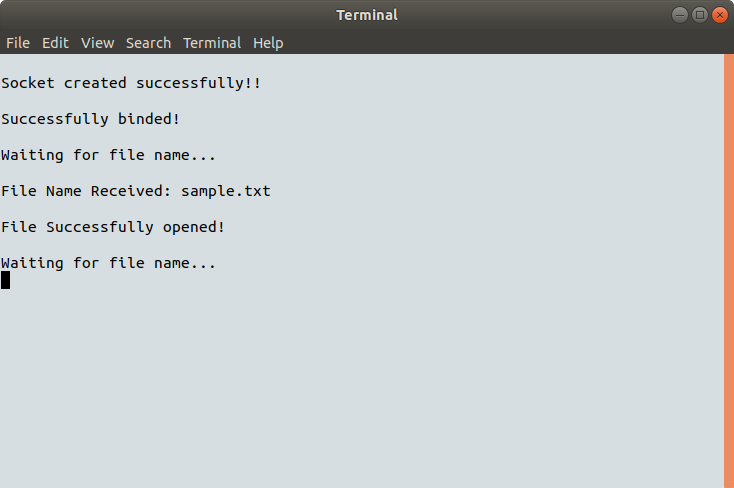 Terminal
File Edit View Search Terminal Help
Socket created successfully!!
Successfully binded!
Waiting for file name...
File Name Received: sample.txt
File Successfully opened!
Waiting for file name...